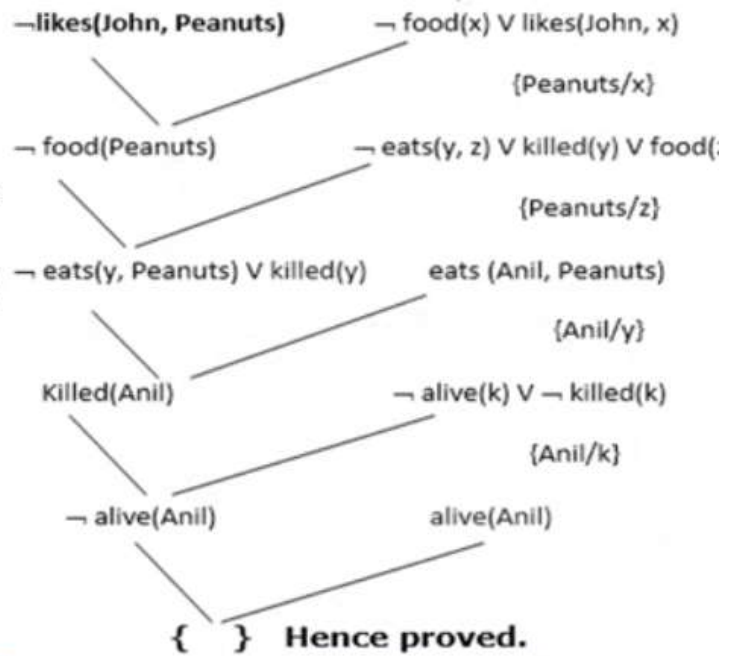 ¬likes(John, Peanuts) ¬ food(x) V likes(John, x)
{Peanuts/x}
¬ food(Peanuts) ¬ eats(y, z) V killed(y) V food(
{Peanuts/z}
¬ eats(y, Peanuts) V killed(y) eats (Anil, Peanuts)
{Anil/y}
Killed(Anil) ¬ alive(k) V ¬ killed(k)
{Anil/k}
¬ alive(Anil) alive(Anil)
{ } Hence proved.